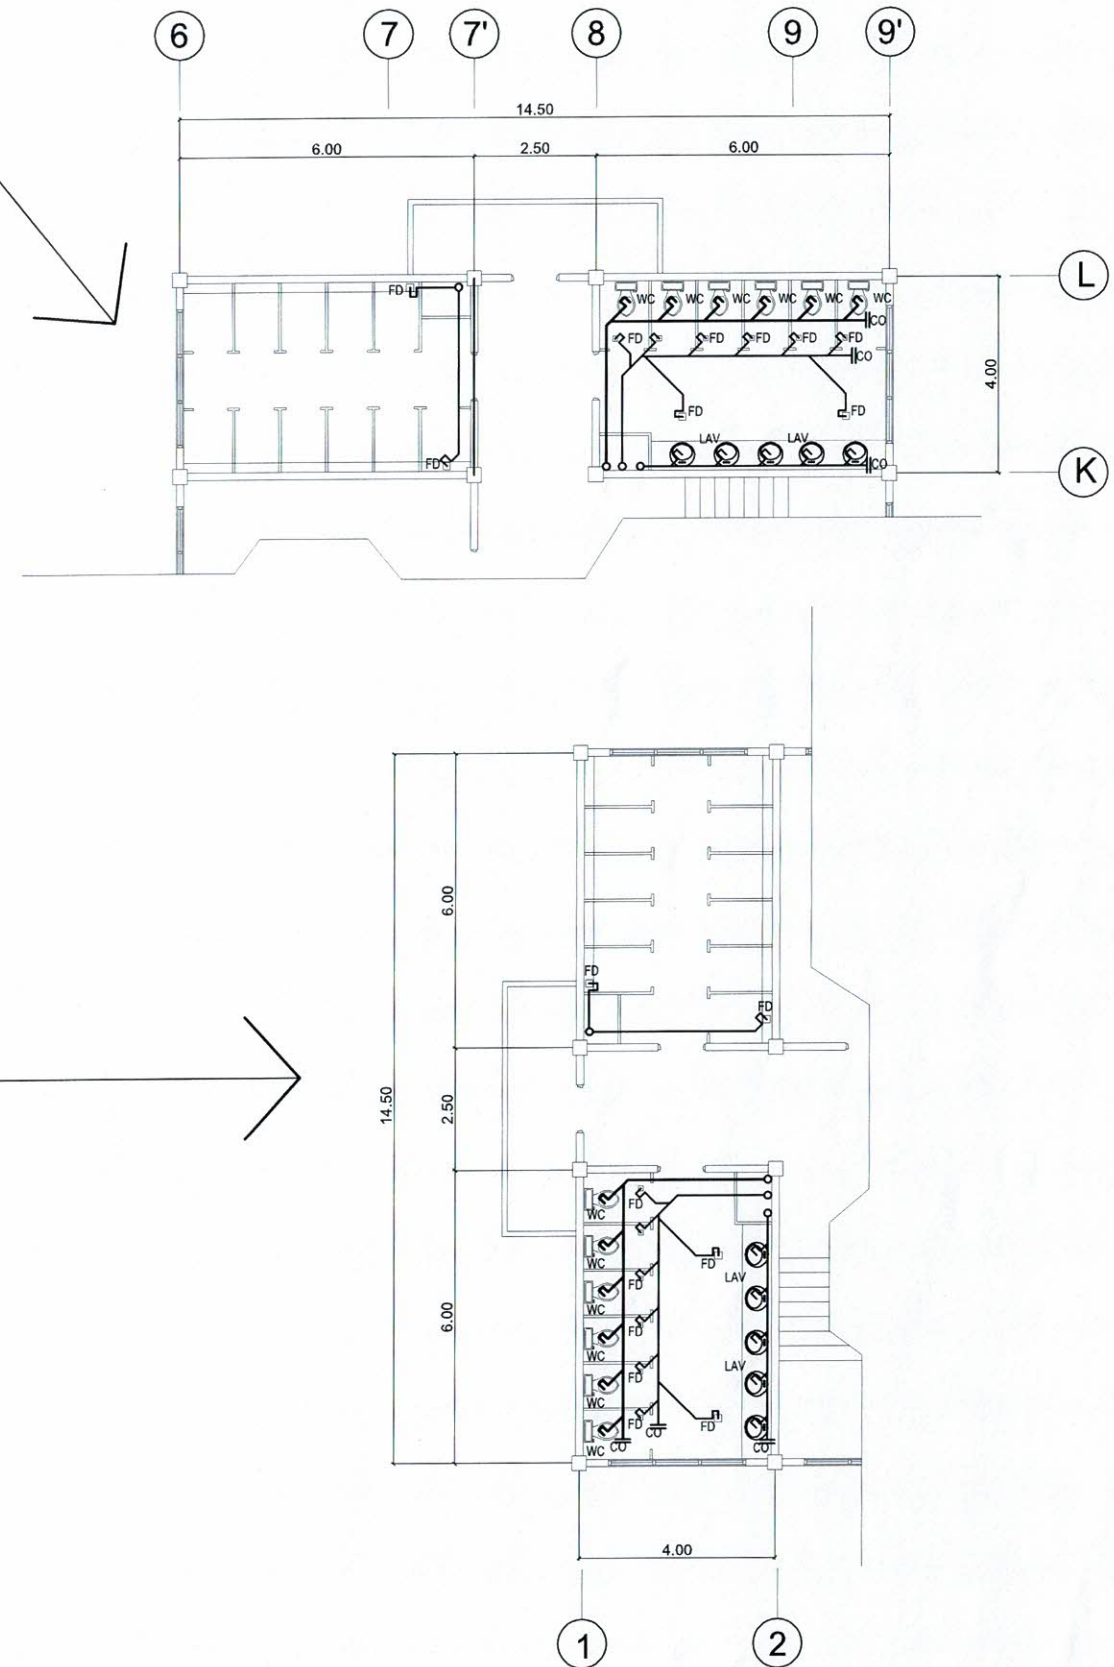 6 7 7' 8 9 9'
14.50
6.00 2.50 6.00
L
FD WC WC WC WC WC WC
CO
FD FD FD FD FD
CO
4.00
FD FD
LAV LAV
FD CO
K
FD
FD
6.00
14.50
2.50
FD
WC
FD
WC
FD
LAV
WC
FD
WC
6.00
FD
LAV
WC
FD
FD
FD
WC
CO
CO
CO
4.00
1 2